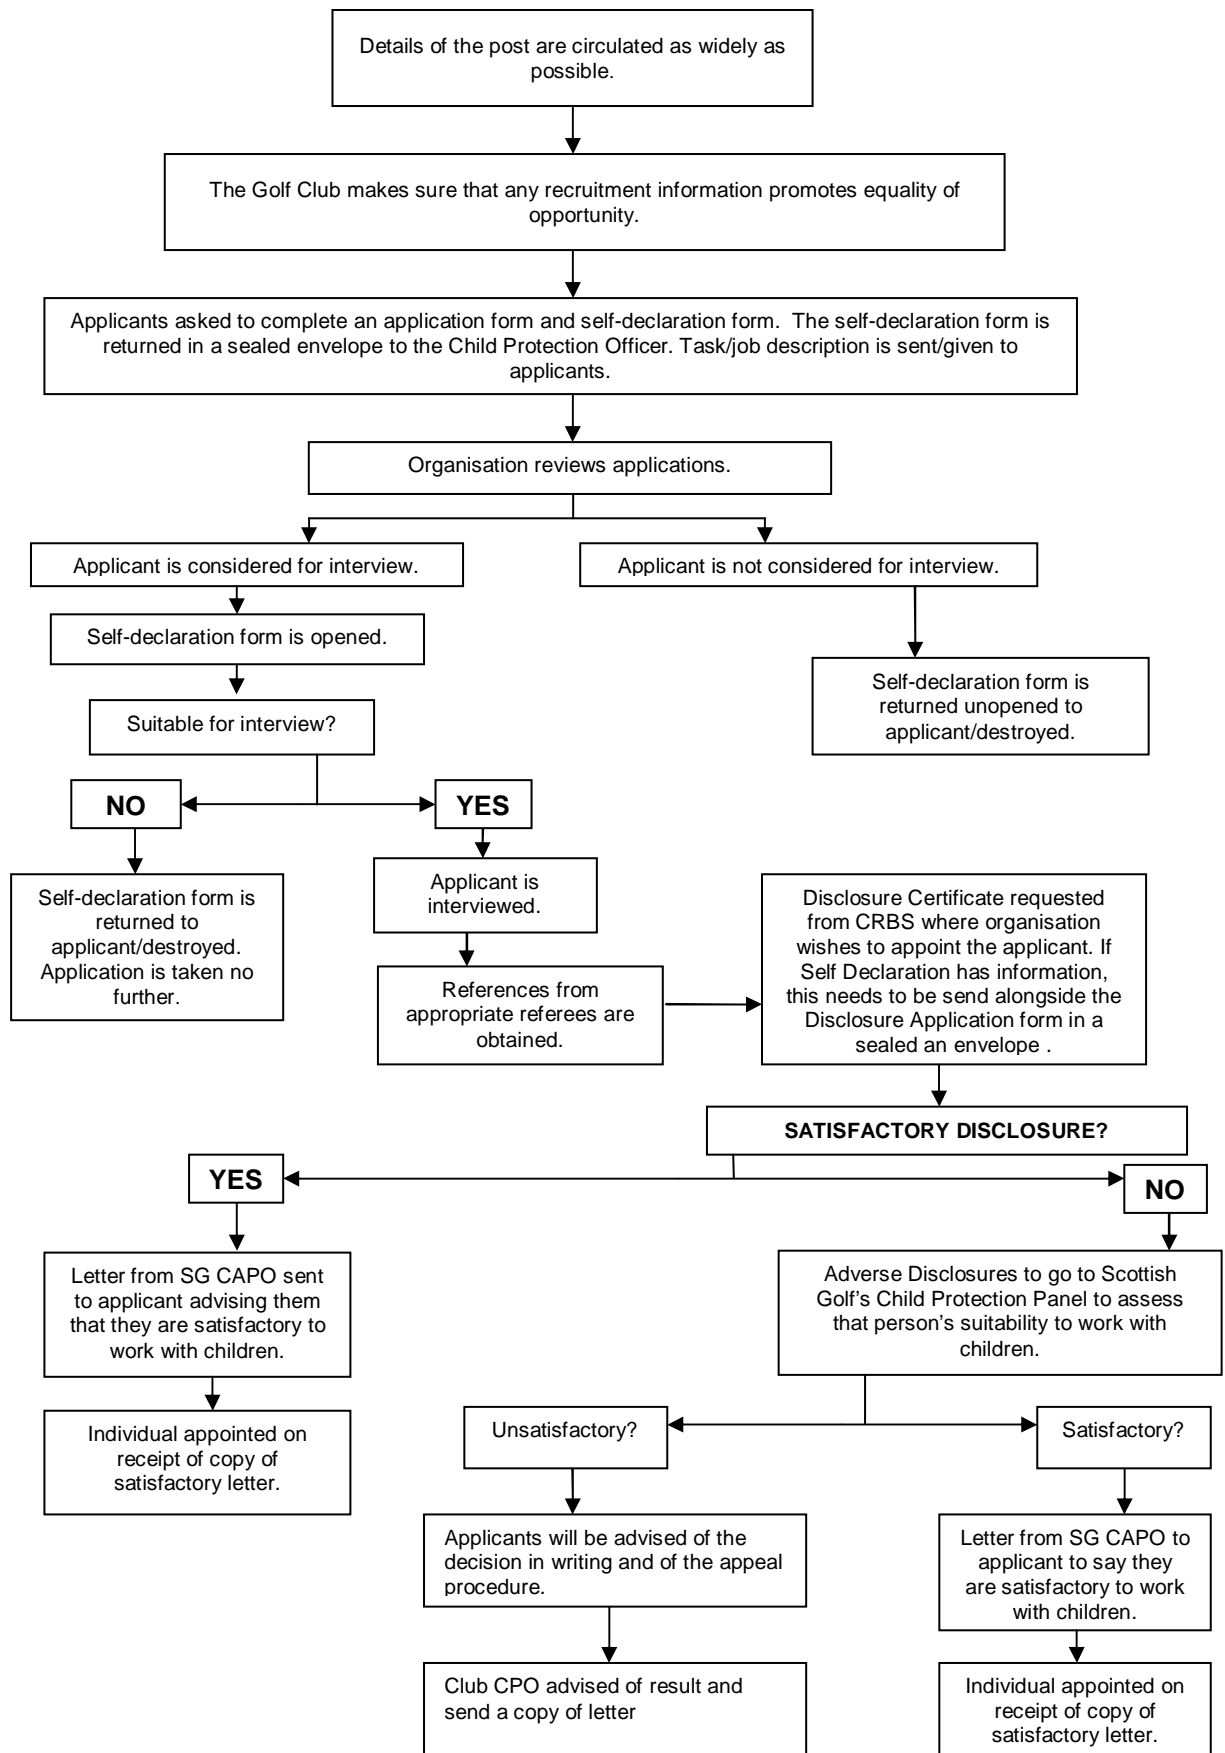 Details of the post are circulated as widely as
possible.
The Golf Club makes sure that any recruitment information promotes equality of
opportunity.
Applicants asked to complete an application form and self-declaration form. The self-declaration form is
returned in a sealed envelope to the Child Protection Officer. Task/job description is sent/given to
applicants.
Organisation reviews applications.
Applicant is considered for interview.
Applicant is not considered for interview.
Self-declaration form is opened.
Self-declaration form is
returned unopened to
applicant/destroyed.
Suitable for interview?
NO
YES
Self-declaration form is
returned to
applicant/destroyed.
Application is taken no
further.
Applicant is
interviewed.
References from
appropriate referees are
obtained.
Disclosure Certificate requested
from CRBS where organisation
wishes to appoint the applicant. If
Self Declaration has information,
this needs to be send alongside the
Disclosure Application form in a
sealed an envelope .
SATISFACTORY DISCLOSURE?
YES
NO
Letter from SG CAPO sent
to applicant advising them
that they are satisfactory to
work with children.
Individual appointed on
receipt of copy of
satisfactory letter.
Adverse Disclosures to go to Scottish
Golf's Child Protection Panel to assess
that person's suitability to work with
children.
Unsatisfactory?
Satisfactory?
Applicants will be advised of the
decision in writing and of the appeal
procedure.
Club CPO advised of result and
send a copy of letter
Letter from SG CAPO to
applicant to say they
are satisfactory to work
with children.
Individual appointed on
receipt of copy of
satisfactory letter.